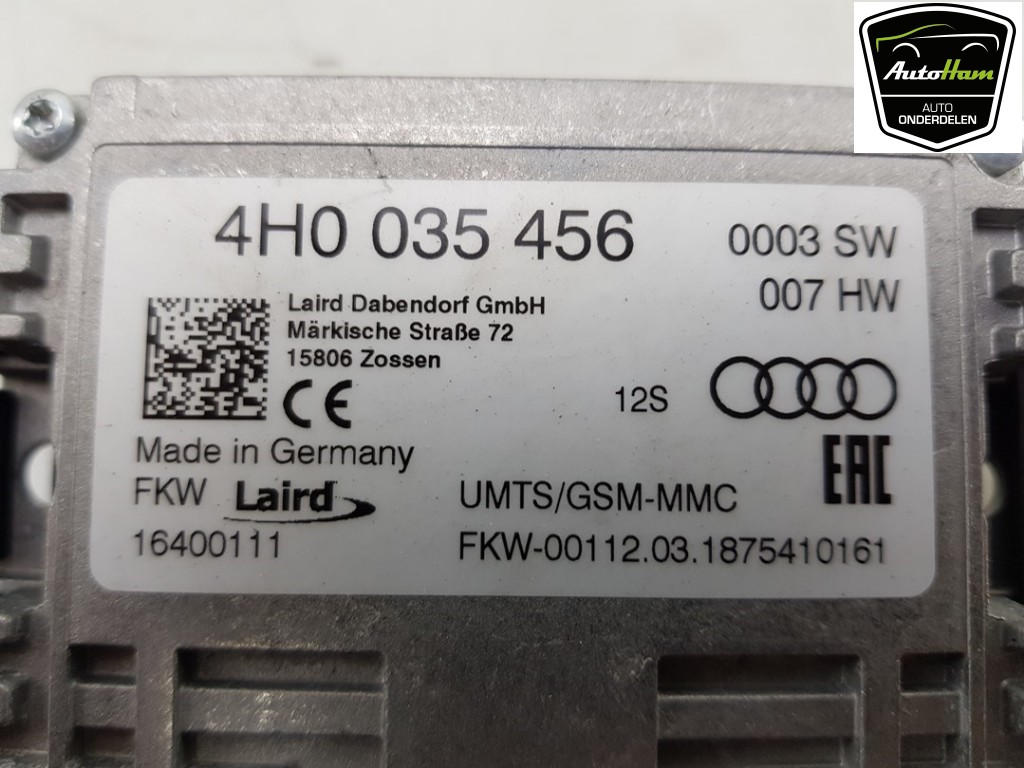 AutoHam
AUTO
ONDERDELEN
4H0 035 456
0003 SW
007 HW
Laird Dabendorf GmbH
Märkische Straße 72
15806 Zossen
CE
12S
Made in Germany
EAC
FKW Laird
UMTS/GSM-MMC
16400111
FKW-00112.03.1875410161